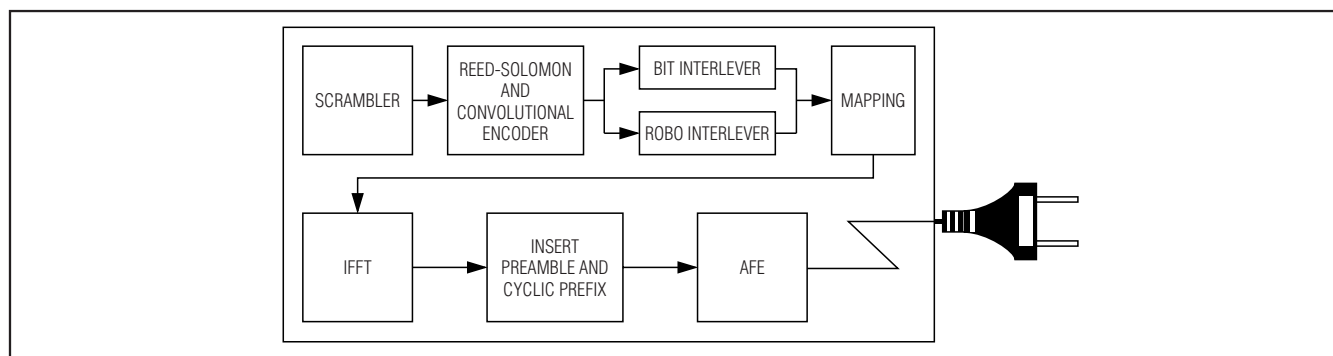 SCRAMBLER
REED-SOLOMON
AND
CONVOLUTIONAL
ENCODER
BIT INTERLEVER
ROBO INTERLEVER
MAPPING
IFFT
INSERT
PREAMBLE AND
CYCLIC PREFIX
AFE